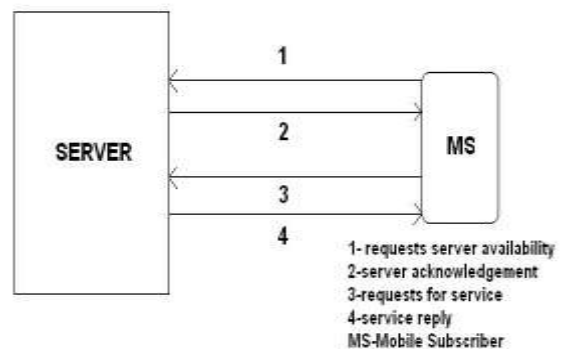 1
2
SERVER
MS
3
4
1- requests server availability
2-server acknowledgement
3-requests for service
4-service reply
MS-Mobile Subscriber